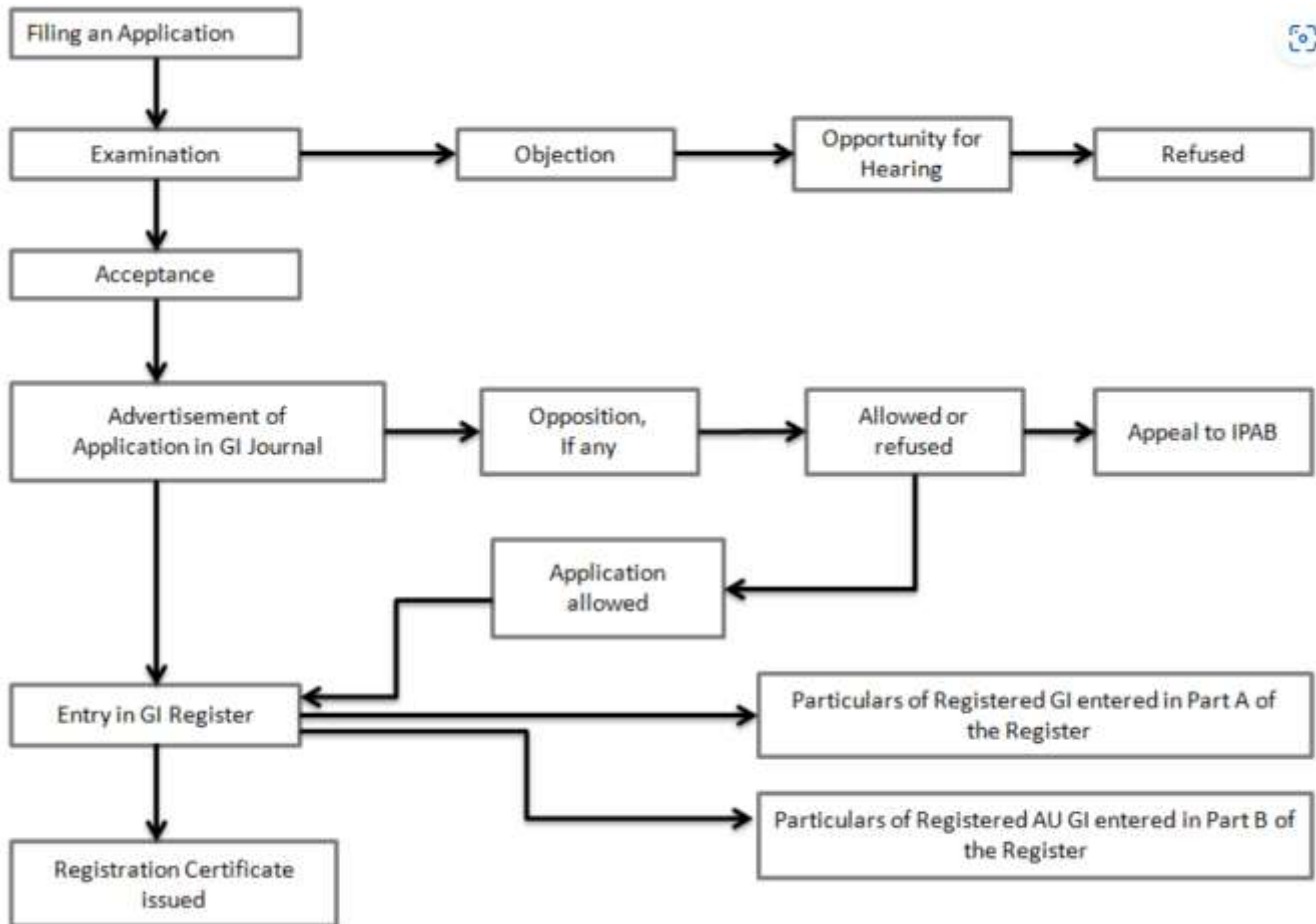 Filing an Application
Examination
Objection
Opportunity for
Hearing
Refused
Acceptance
Advertisement of
Application in GI Journal
Opposition,
If any
Allowed or
refused
Appeal to IPAB
Application
allowed
Entry in GI Register
Particulars of Registered GI entered in Part A of
the Register
Particulars of Registered AU GI entered in Part B of
the Register
Registration Certificate
issued